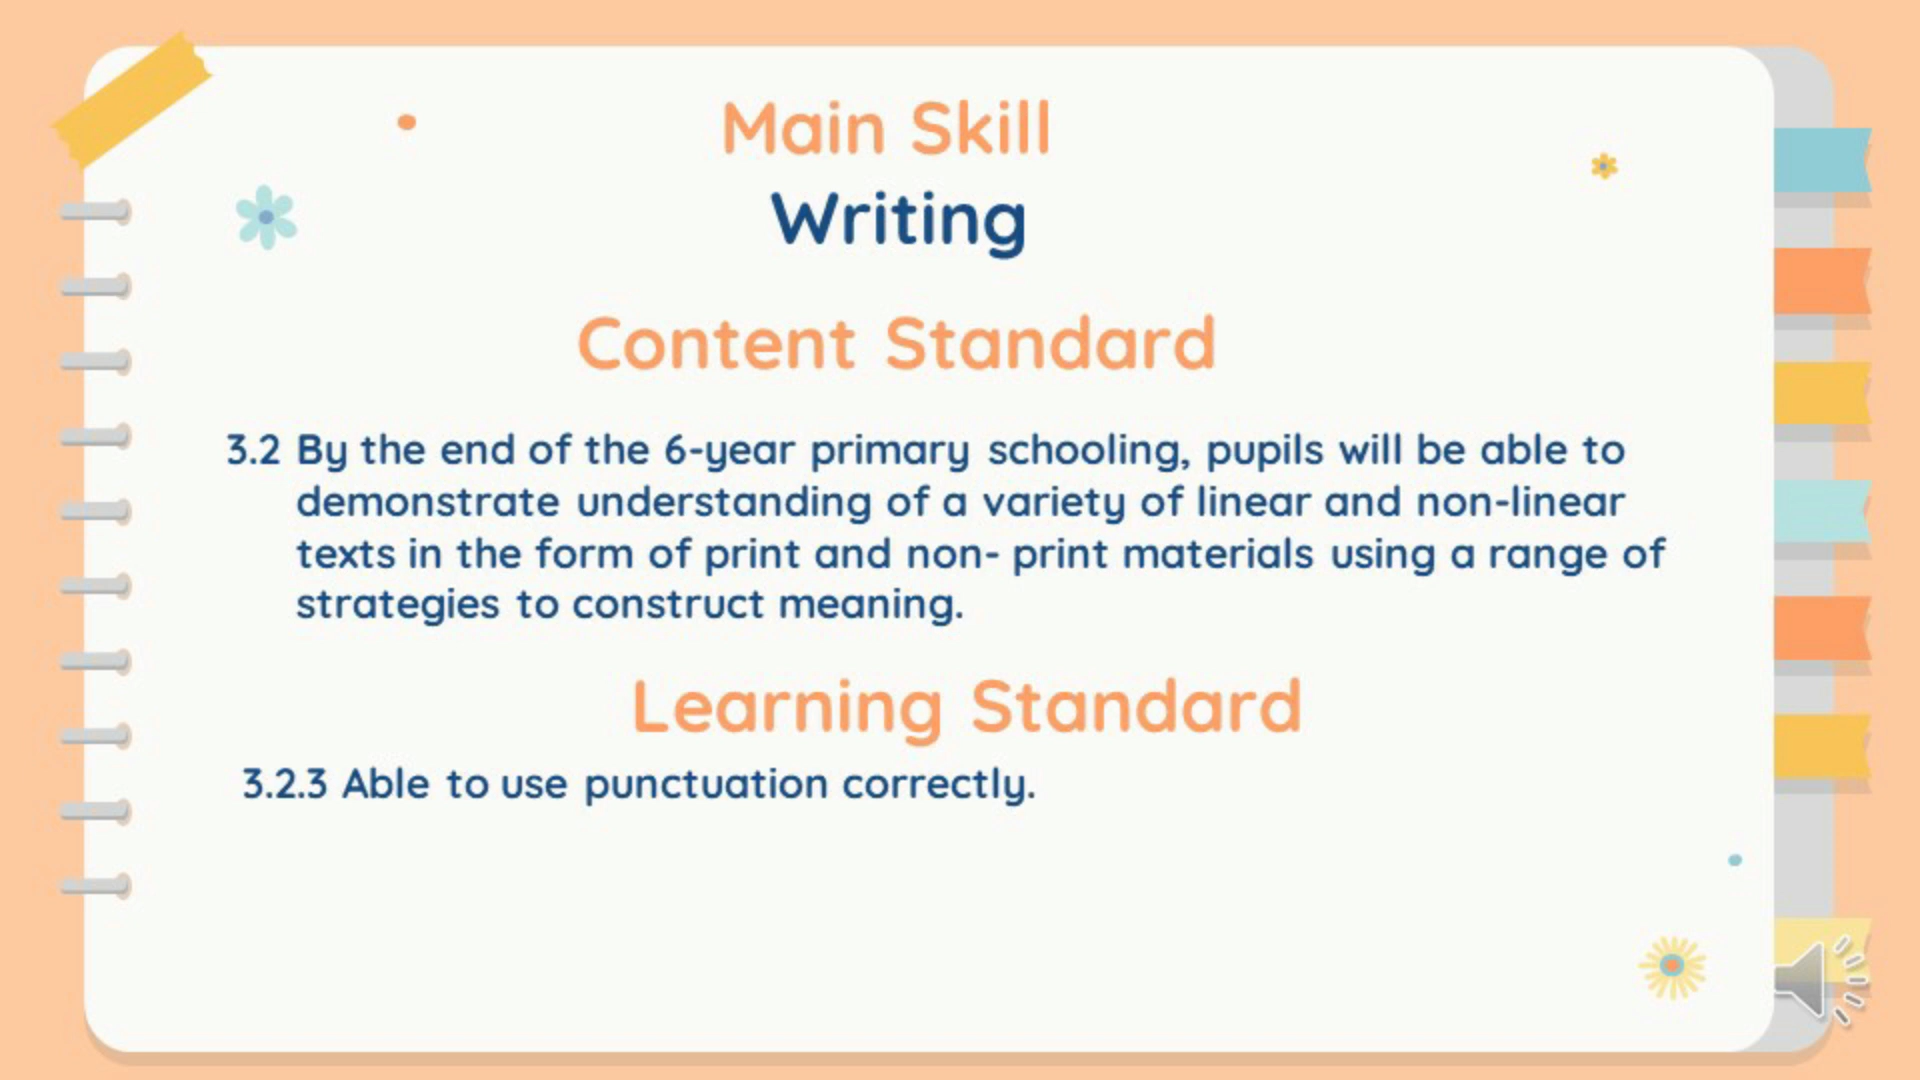 Main Skill
Writing
Content Standard
3.2 By the end of the 6-year primary schooling, pupils will be able to
demonstrate understanding of a variety of linear and non-linear
texts in the form of print and non- print materials using a range of
strategies to construct meaning.
Learning Standard
3.2.3 Able to use punctuation correctly.